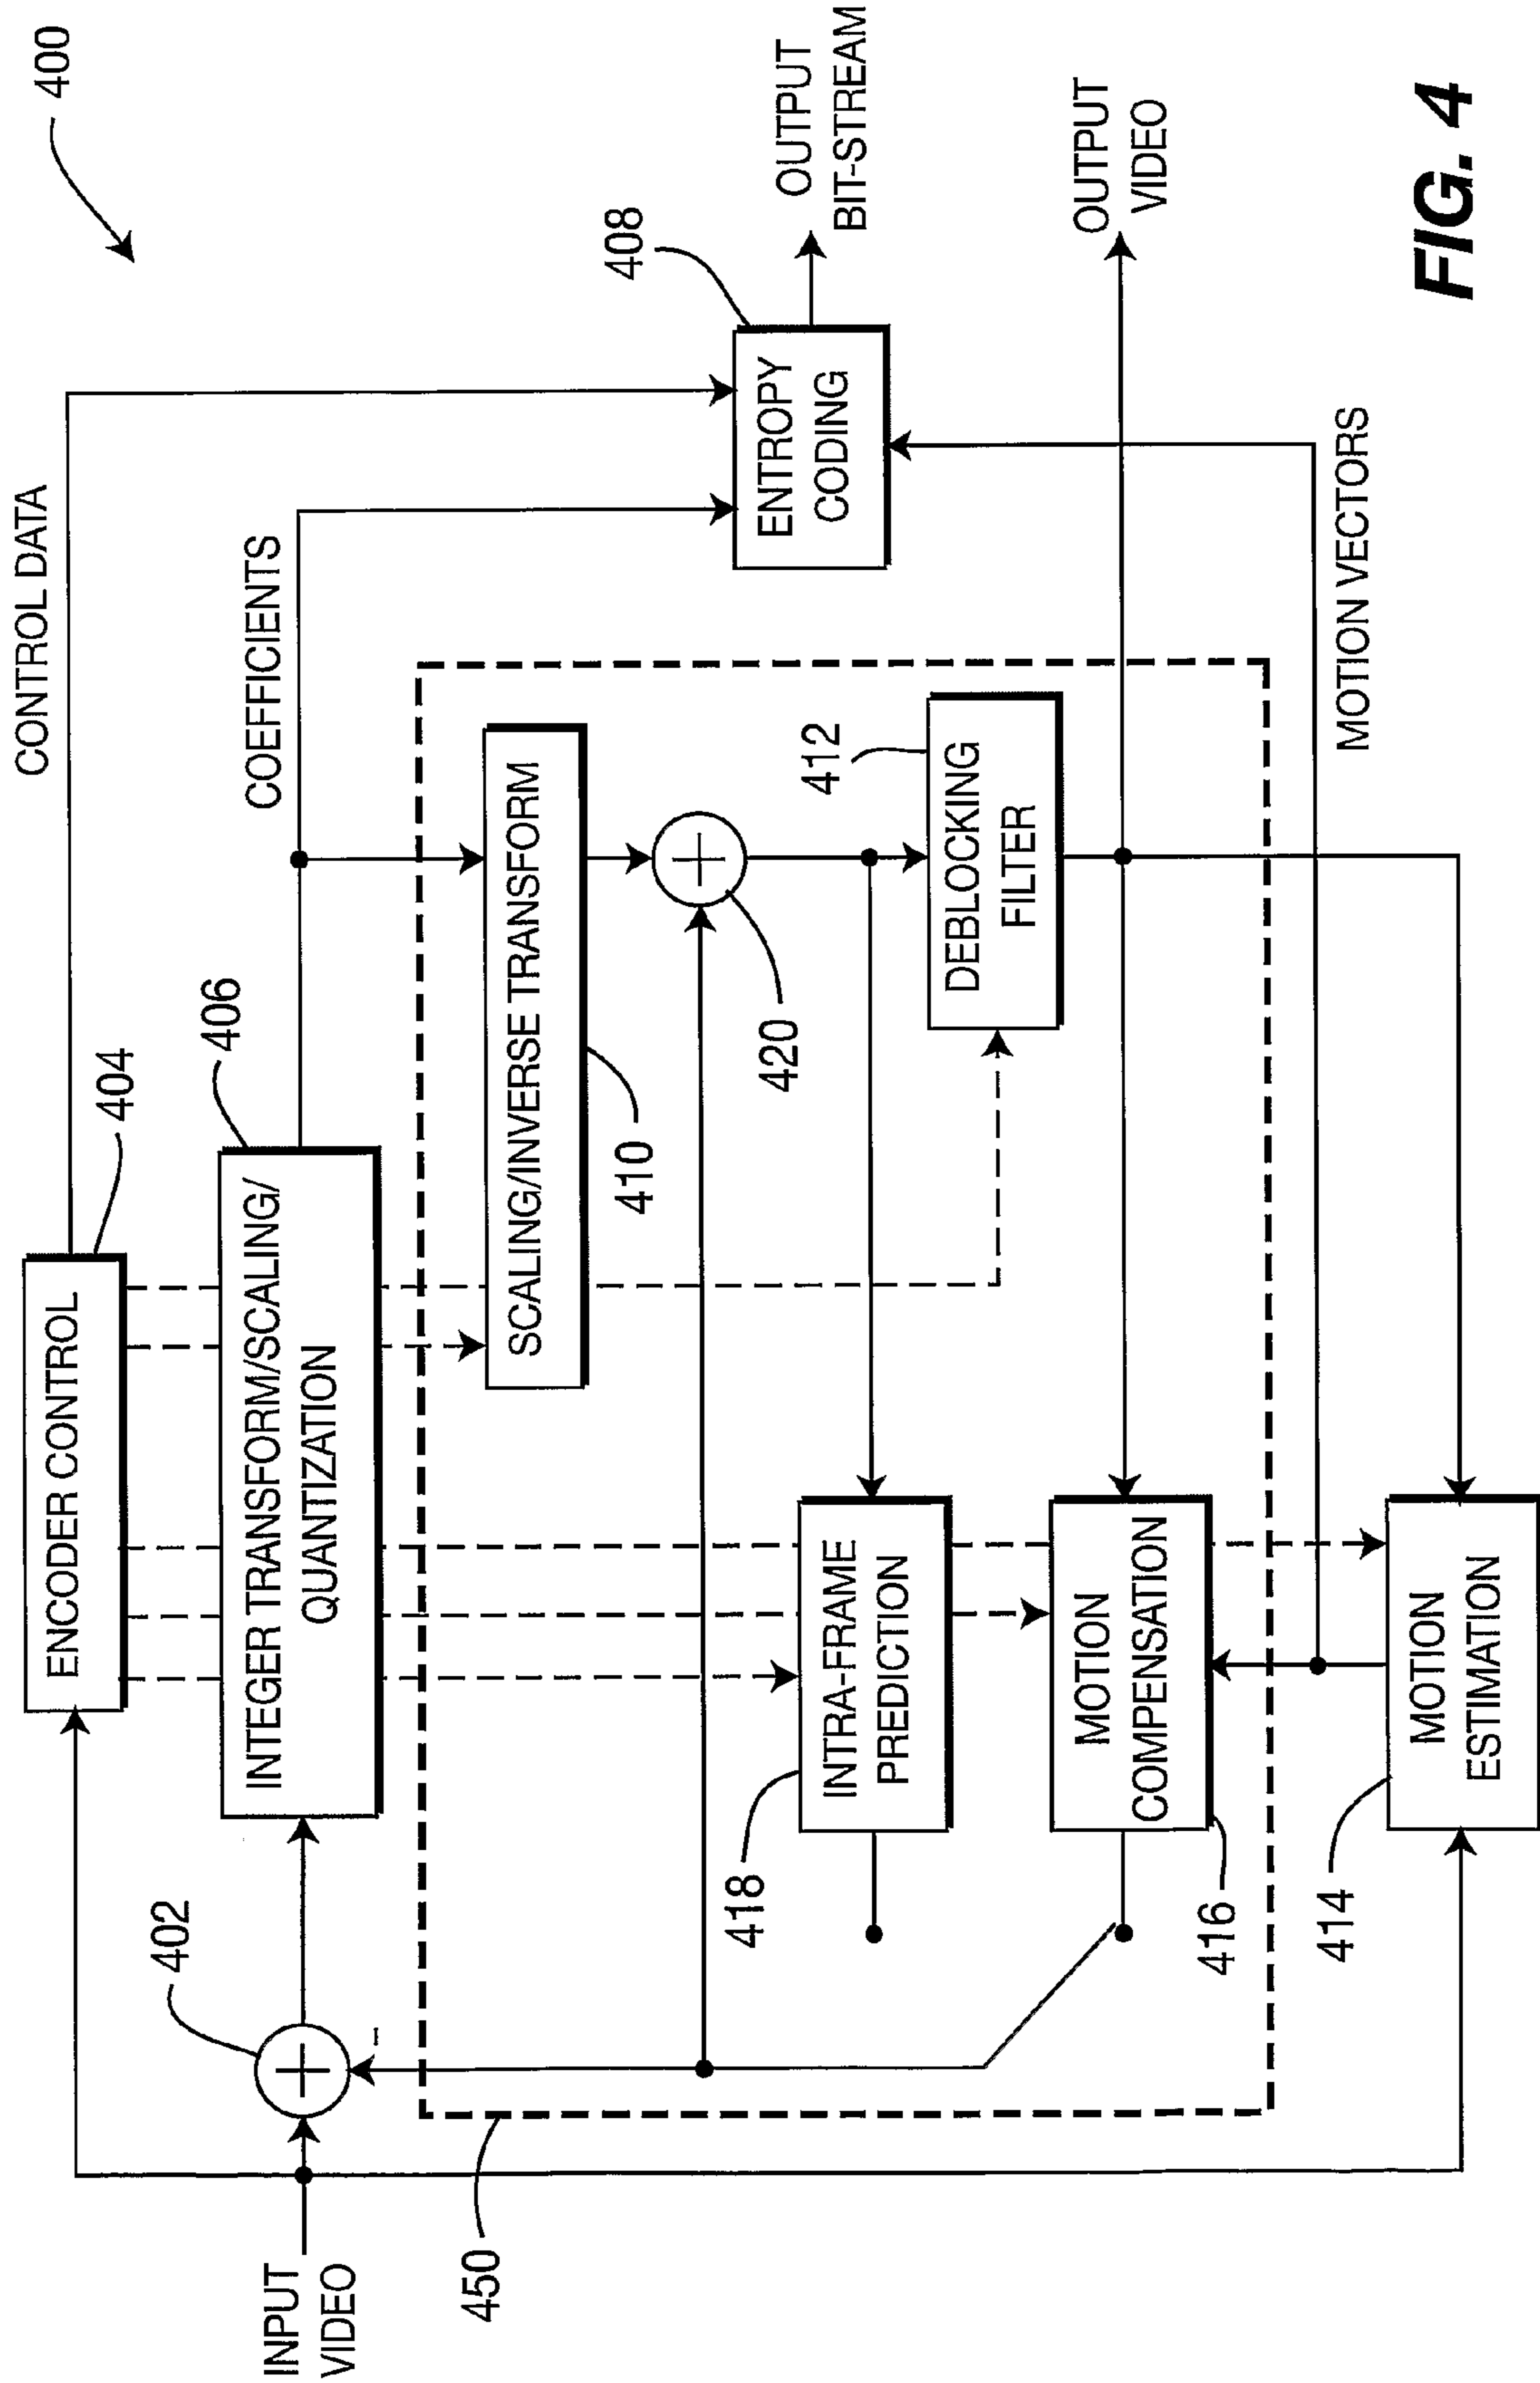 400
CONTROL DATA
404
ENCODER CONTROL
COEFFICIENTS
406
INTEGER TRANSFORM/SCALING/
QUANTIZATION
402
INPUT
VIDEO
-
450
SCALING/INVERSE TRANSFORM
410
420
408
ENTROPY
CODING
OUTPUT
BIT-STREAM
412
DEBLOCKING
FILTER
OUTPUT
VIDEO
418
INTRA-FRAME
PREDICTION
MOTION
COMPENSATION
416
MOTION VECTORS
414
MOTION
ESTIMATION
FIG. 4